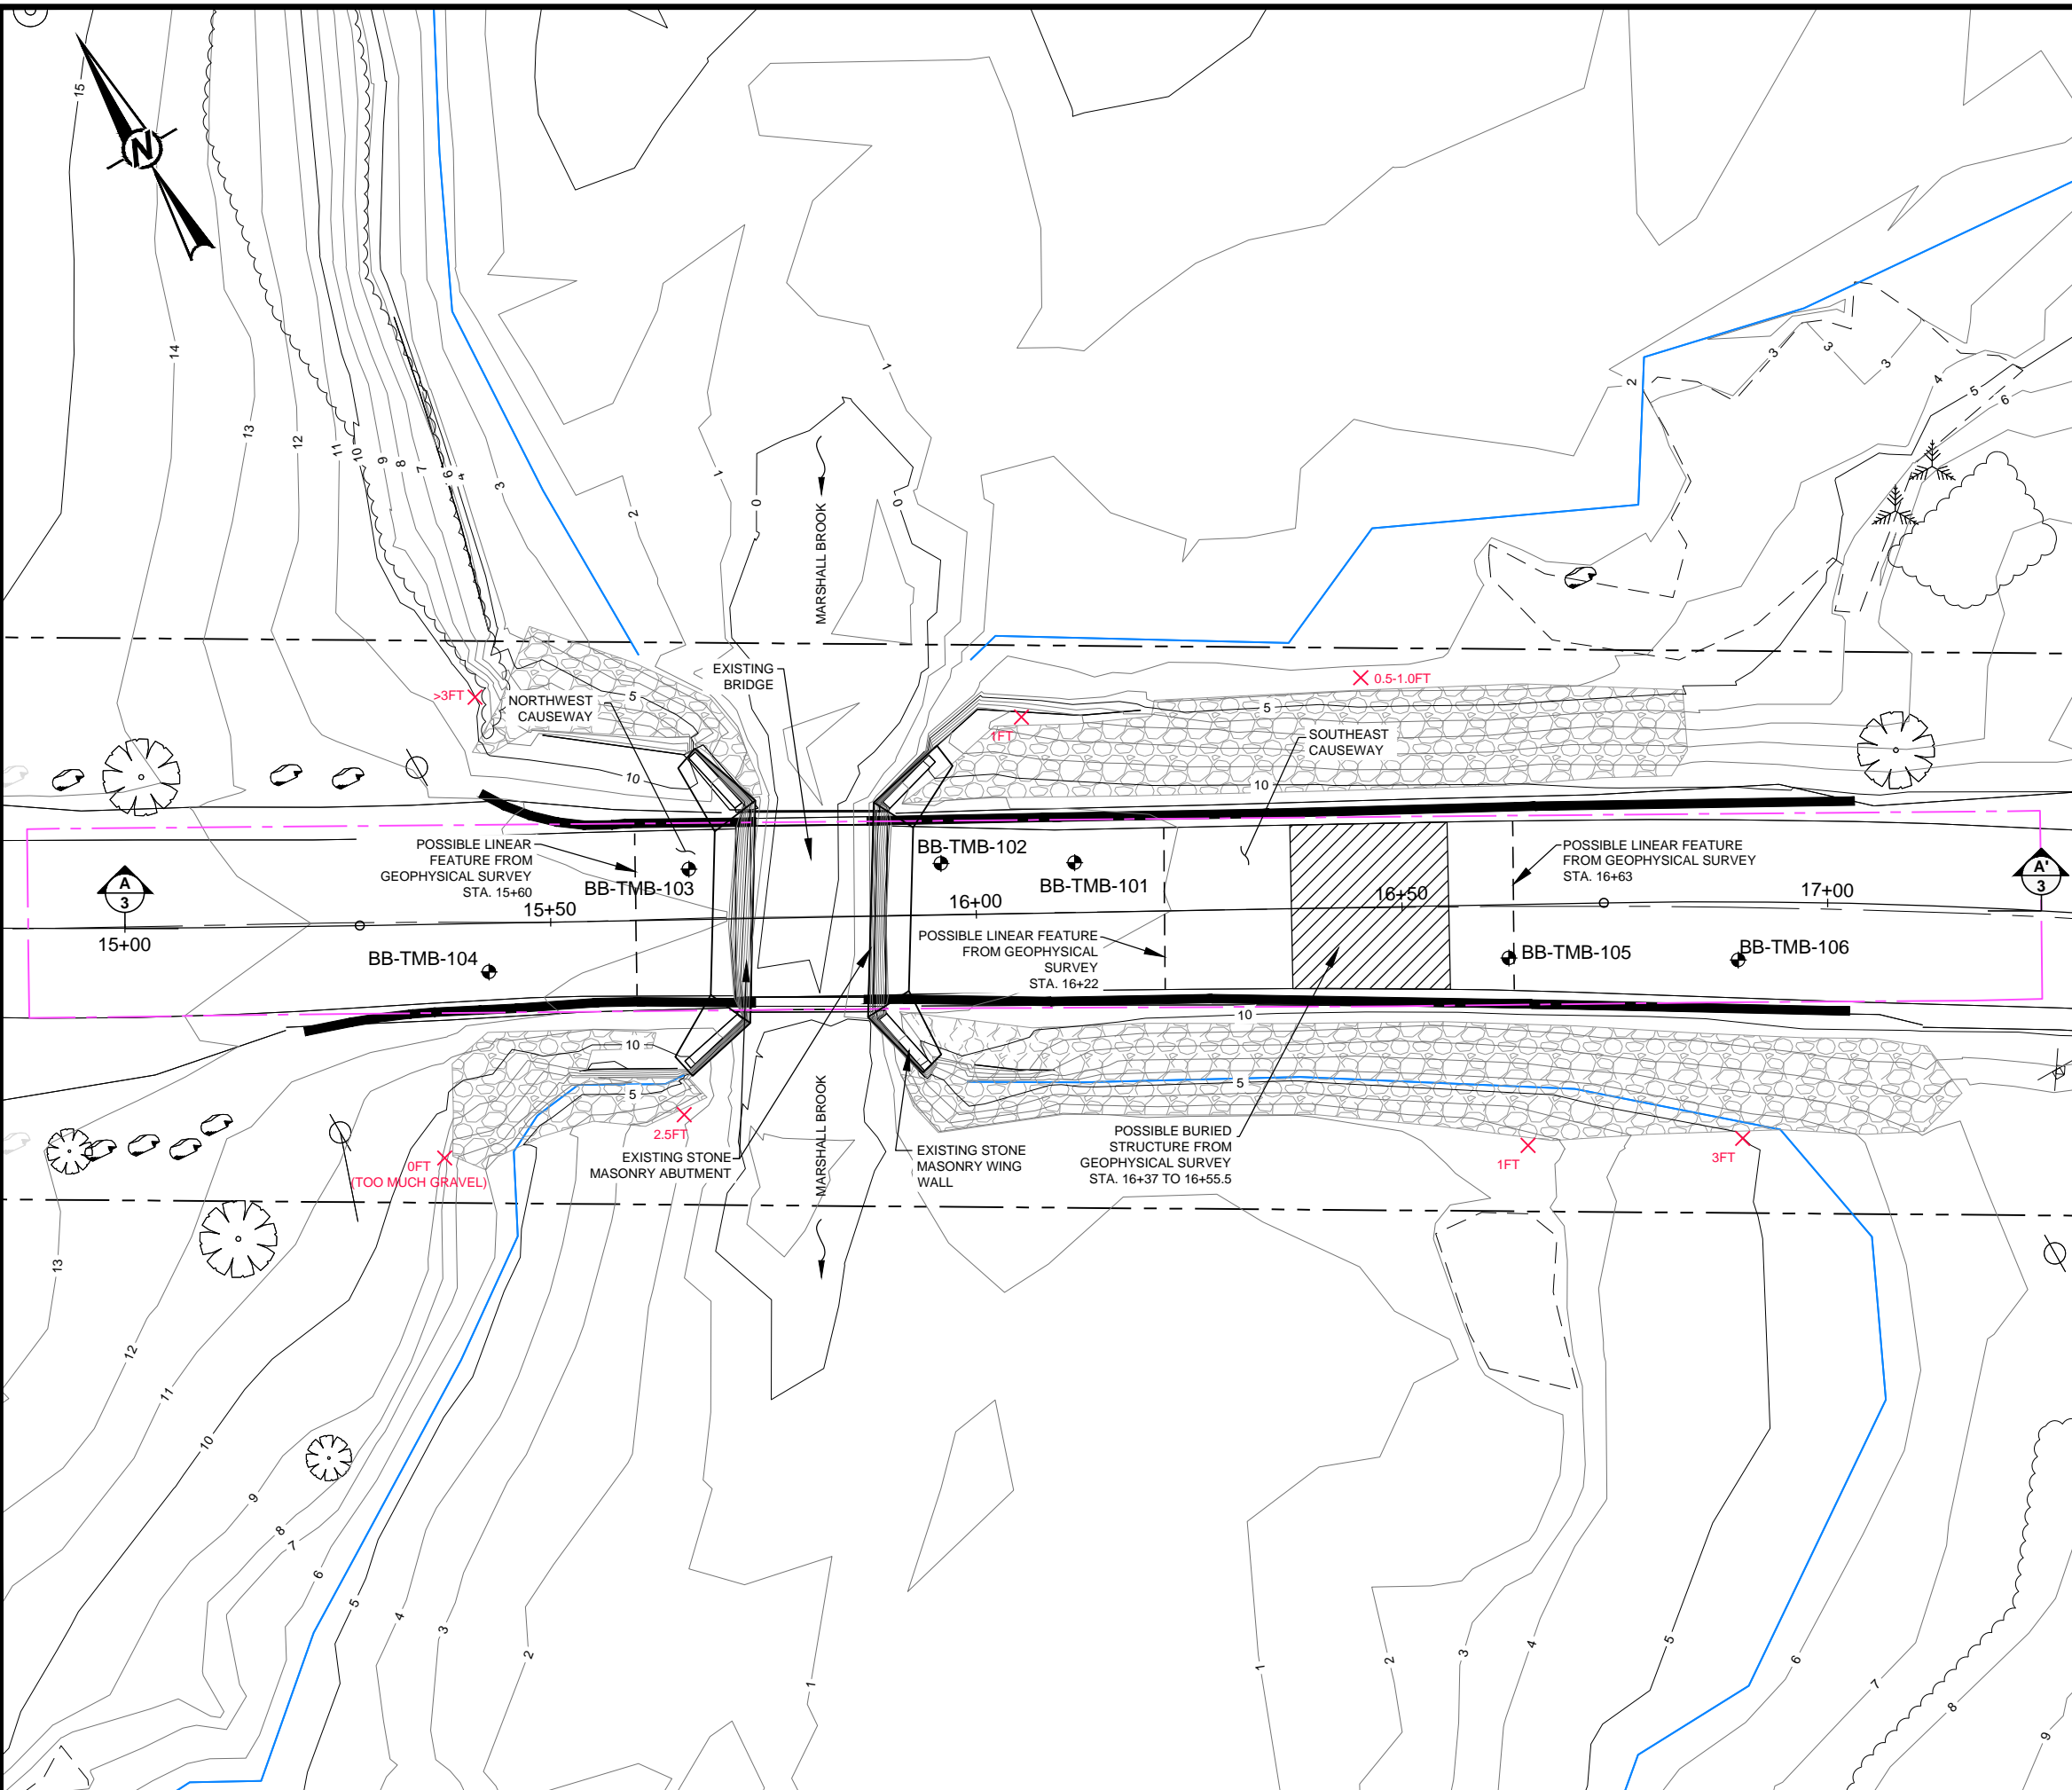 15
N
14
13
12
11
10
9
8
7
6
4
3
2
1
0
MARSHALL BROOK
0
1
2
3
3
3
4
5
6
>3FT
NORTHWEST
CAUSEWAY
5
EXISTING
BRIDGE
10
1FT
0.5-1.0FT
5
SOUTHEAST
CAUSEWAY
10
POSSIBLE LINEAR
FEATURE FROM
GEOPHYSICAL SURVEY
STA. 15+60
BB-TMB-103
BB-TMB-102
BB-TMB-101
POSSIBLE LINEAR FEATURE
FROM GEOPHYSICAL SURVEY
STA. 16+63
A
3
A'
3
15+00
15+50
16+00
16+50
17+00
BB-TMB-104
POSSIBLE LINEAR FEATURE
FROM GEOPHYSICAL
SURVEY
STA. 16+22
BB-TMB-105
BB-TMB-106
10
10
5
5
2.5FT
0FT
(TOO MUCH GRAVEL)
EXISTING STONE
MASONRY ABUTMENT
MARSHALL BROOK
EXISTING STONE
MASONRY WING
WALL
POSSIBLE BURIED
STRUCTURE FROM
GEOPHYSICAL SURVEY
STA. 16+37 TO 16+55.5
1FT
3FT
13
12
11
10
9
8
7
6
5
4
3
2
1
1
2
3
4
5
6
7
8
9